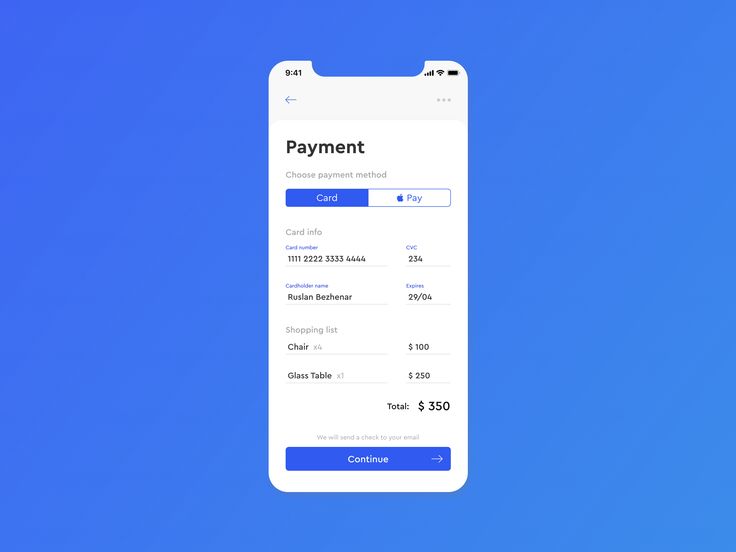 9:41
Payment
Choose payment method
Card Pay
Card info
Card number CVC
1111 2222 3333 4444 234
Cardholder name Expires
Ruslan Bezhenar 29/04
Shopping list
Chair x4 $ 100
Glass Table x1 $ 250
Total: $ 350
We will send a check to your email
Continue